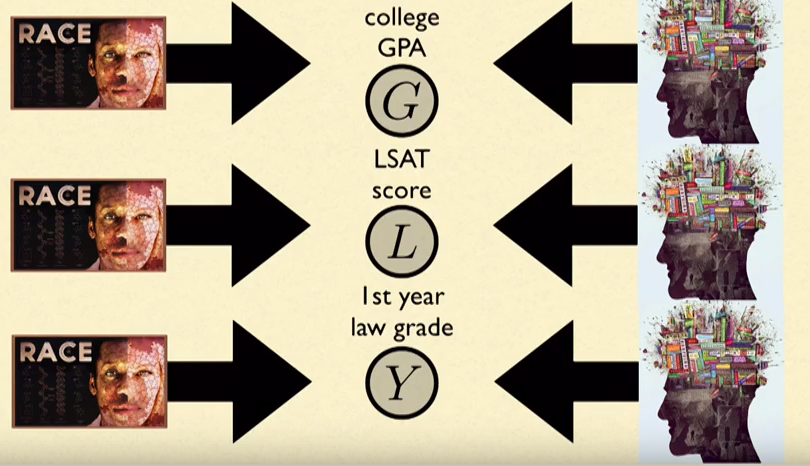 college
GPA
RACE
G
LSAT
score
RACE
L
1st year
law grade
RACE
Y